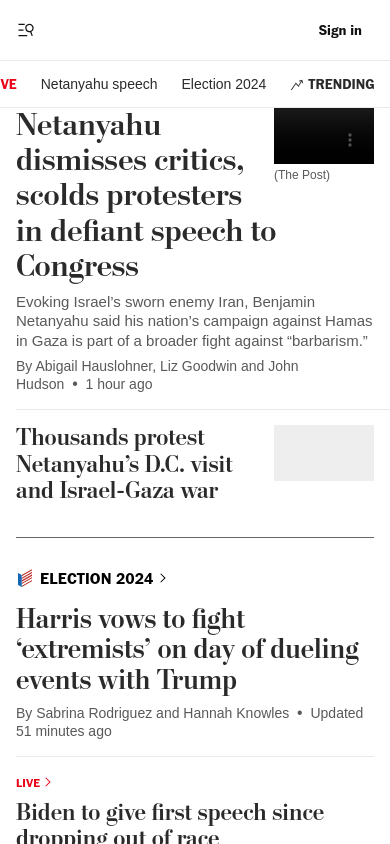 Sign in
VE Netanyahu speech Election 2024 TRENDING
Netanyahu
dismisses critics,
scolds protesters
in defiant speech to
Congress
(The Post)
Evoking Israel’s sworn enemy Iran, Benjamin
Netanyahu said his nation’s campaign against Hamas
in Gaza is part of a broader fight against “barbarism.”
By Abigail Hauslohner, Liz Goodwin and John
Hudson • 1 hour ago
Thousands protest
Netanyahu’s D.C. visit
and Israel-Gaza war
ELECTION 2024
Harris vows to fight
‘extremists’ on day of dueling
events with Trump
By Sabrina Rodriguez and Hannah Knowles • Updated
51 minutes ago
LIVE
Biden to give first speech since
dropping out of race